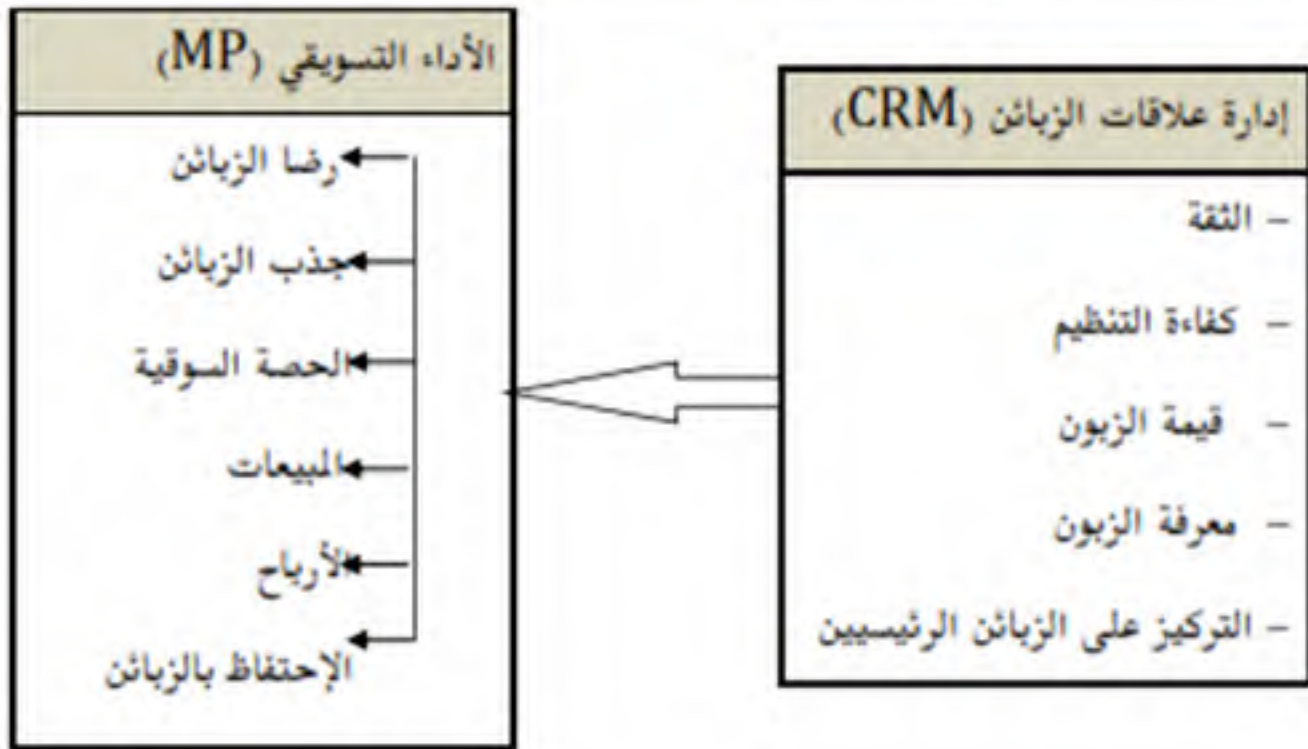 إدارة علاقات الزبائن (CRM)
– الثقة
– كفاءة التنظيم
– قيمة الزبون
– معرفة الزبون
– التركيز على الزبائن الرئيسيين
الأداء التسويقي (MP)
رضا الزبائن
جذب الزبائن
الحصة السوقية
المبيعات
لأرباح
الإحتفاظ بالزبائن